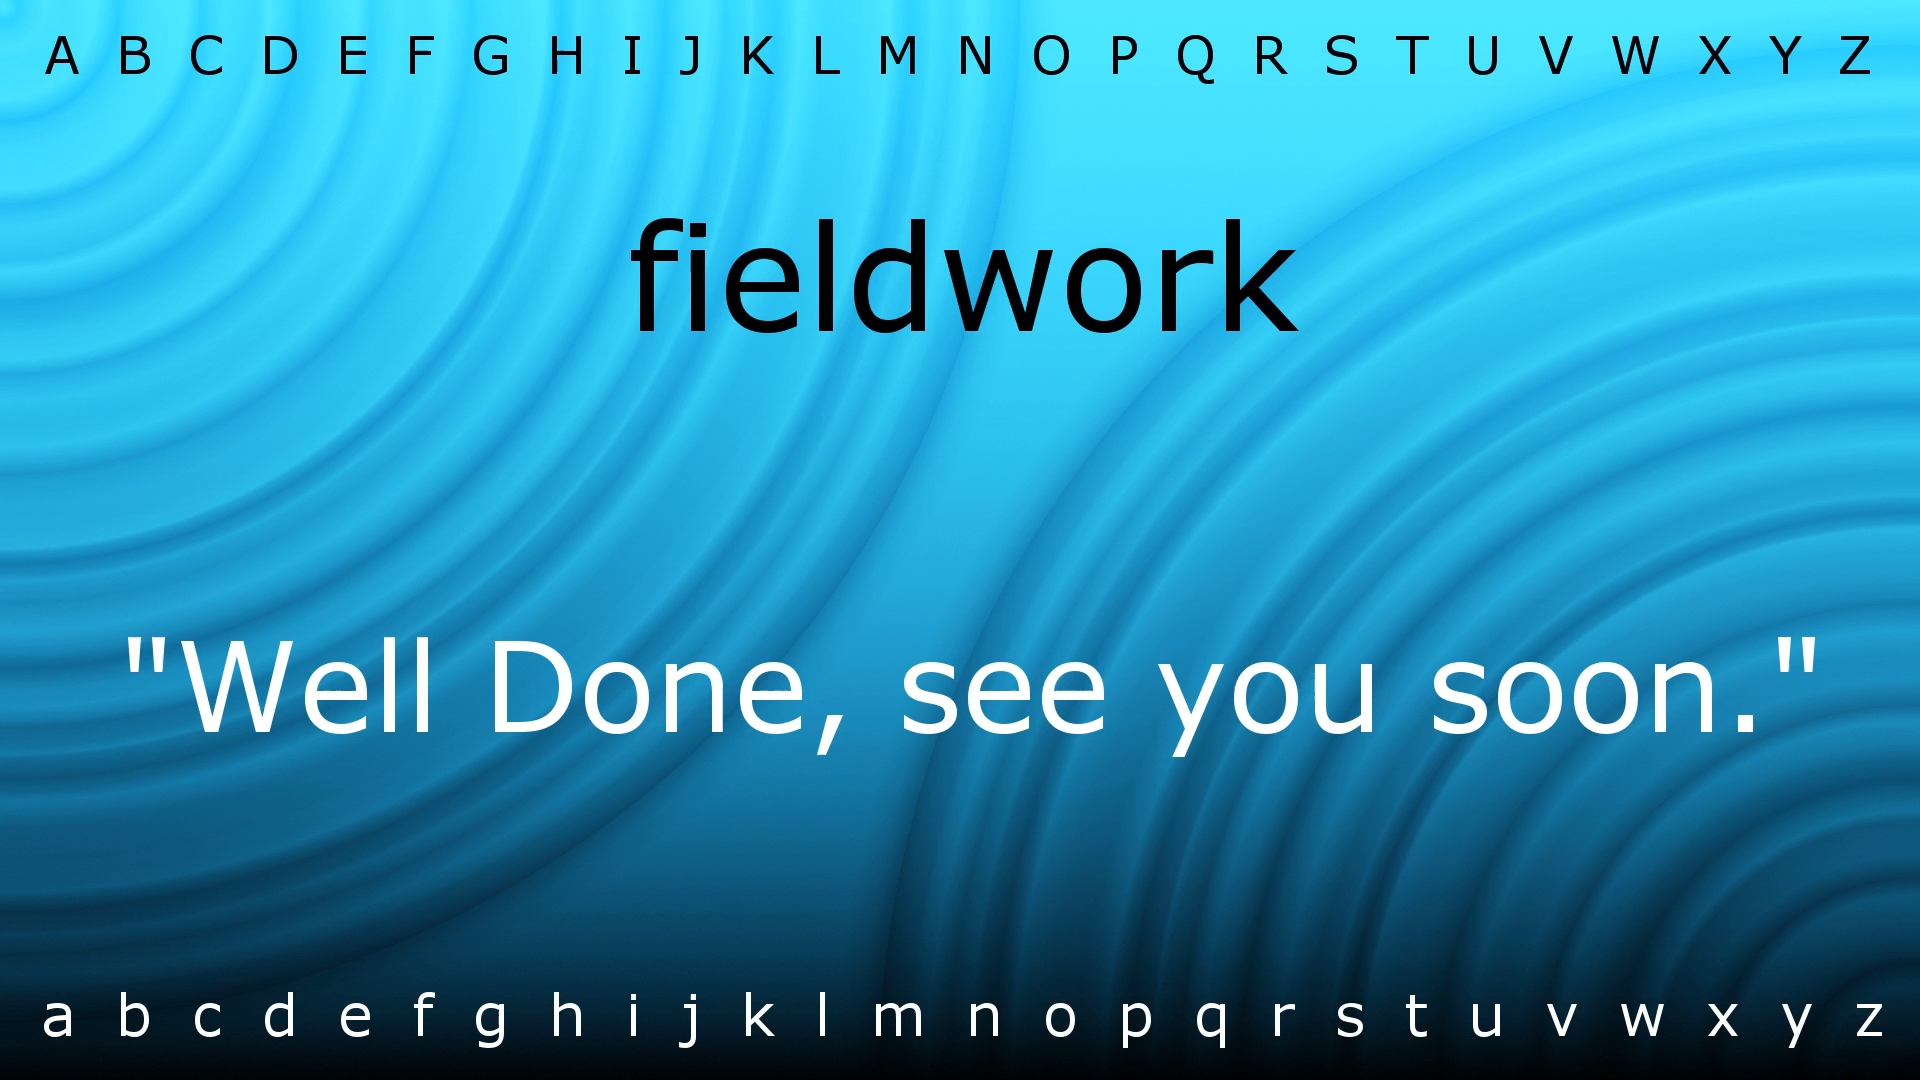 A B C D E F G H I J K L M N O P Q R S T U V W X Y Z
fieldwork
"Well Done, see you soon."
a b c d e f g h i j k l m n o p q r s t u v w x y z